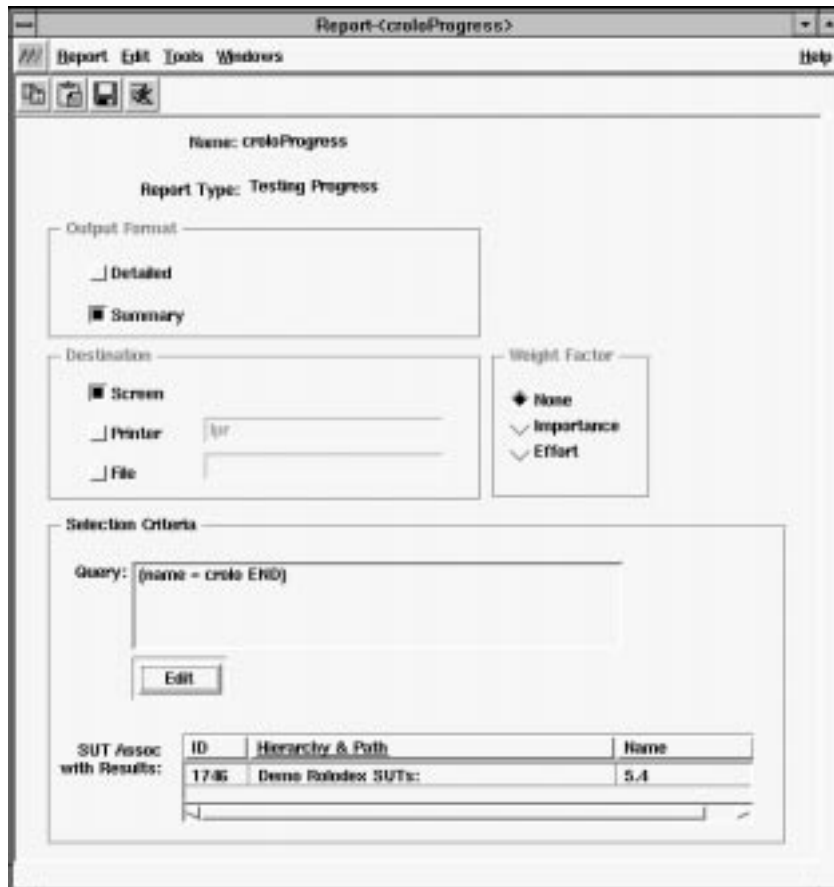 Report-<croloProgress>
Report Edit Tools Windows Help
Name: croloProgress
Report Type: Testing Progress
Output Format
Detailed
Summary
Destination
Screen
Printer lpr
File
Weight Factor
None
Importance
Effort
Selection Criteria
Query: (name = crolo END)
Edit
SUT Assoc
with Results:
ID Hierarchy & Path Name
1746 Demo Rolodex SUTs: 5.4